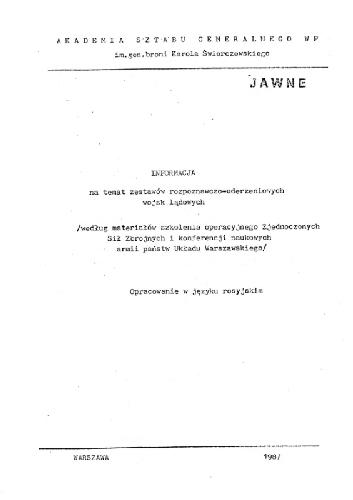 AKADEMIA SZTABU GENERALNEGO WP
im.gen.broni Karola Świerczewskiego
JAWNE
INFORMACJA
na temat zestawów rozpoznawczo-uderzeniowych
wojsk lądowych
/według materiałów szkolenia operacyjnego Zjednoczonych
Sił Zbrojnych i konferencji naukowych
armii państw Układu Warszawskiego/
Opracowanie w języku rosyjskim
WARSZAWA